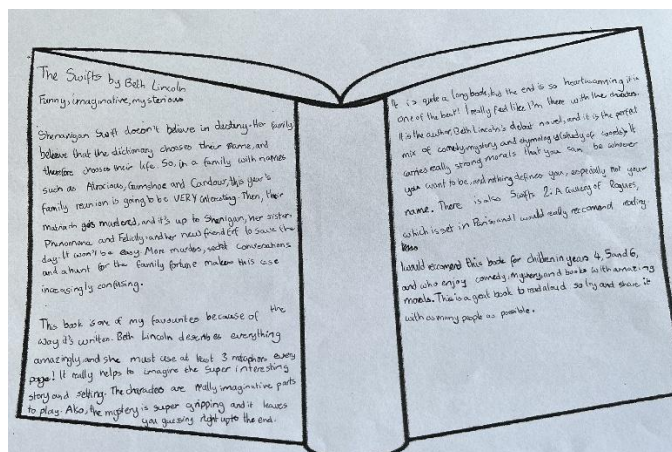 The Swifts by Beth Lincoln
Funny, imaginative, mysterious
Shenanigan Swift doesn't believe in destiny. Her family
believe that the dictionary chooses their name, and
therefore chooses their life. So, in a family with names
such as Atrocious, Gumshoe and Candour, this year's
family reunion is going to be VERY interesting. Then, their
matriarch gets murdered, and it's up to Shenigan, her sisters
Phenomena and Felicity and her new friend Erf to save the
day. It won't be easy. More murders, secret conversations
and a hunt for the family fortune makes this case
increasingly confusing.
This book is one of my favourites because of the
way it's written. Beth Lincoln describes everything
amazingly and she must use at least 3 metaphors every
page! It really helps to imagine the super interesting
story and setting. The characters are really imaginative parts
to play. Also, the mystery is super gripping and it leaves
you guessing right up to the end.
It is quite a long book, but the end is so heartwarming it is
one of the best! I really feel like I'm there with the characters.
It is the author, Beth Lincoln's debut novel, and it is the perfect
mix of comedy, mystery and etymology (study of words). It
carries really strong morals that you can be whoever
you want to be, and nothing defines you, especially not your
name. There is also Swifts 2: A Gallery of Rogues,
which is set in Paris and I would really recomend reading
I would recomend this book for children in years 4, 5 and 6,
and who enjoy comedy, mystery and books with amazing
morals. This is a great book to read aloud so try and share it
with as many people as possible.